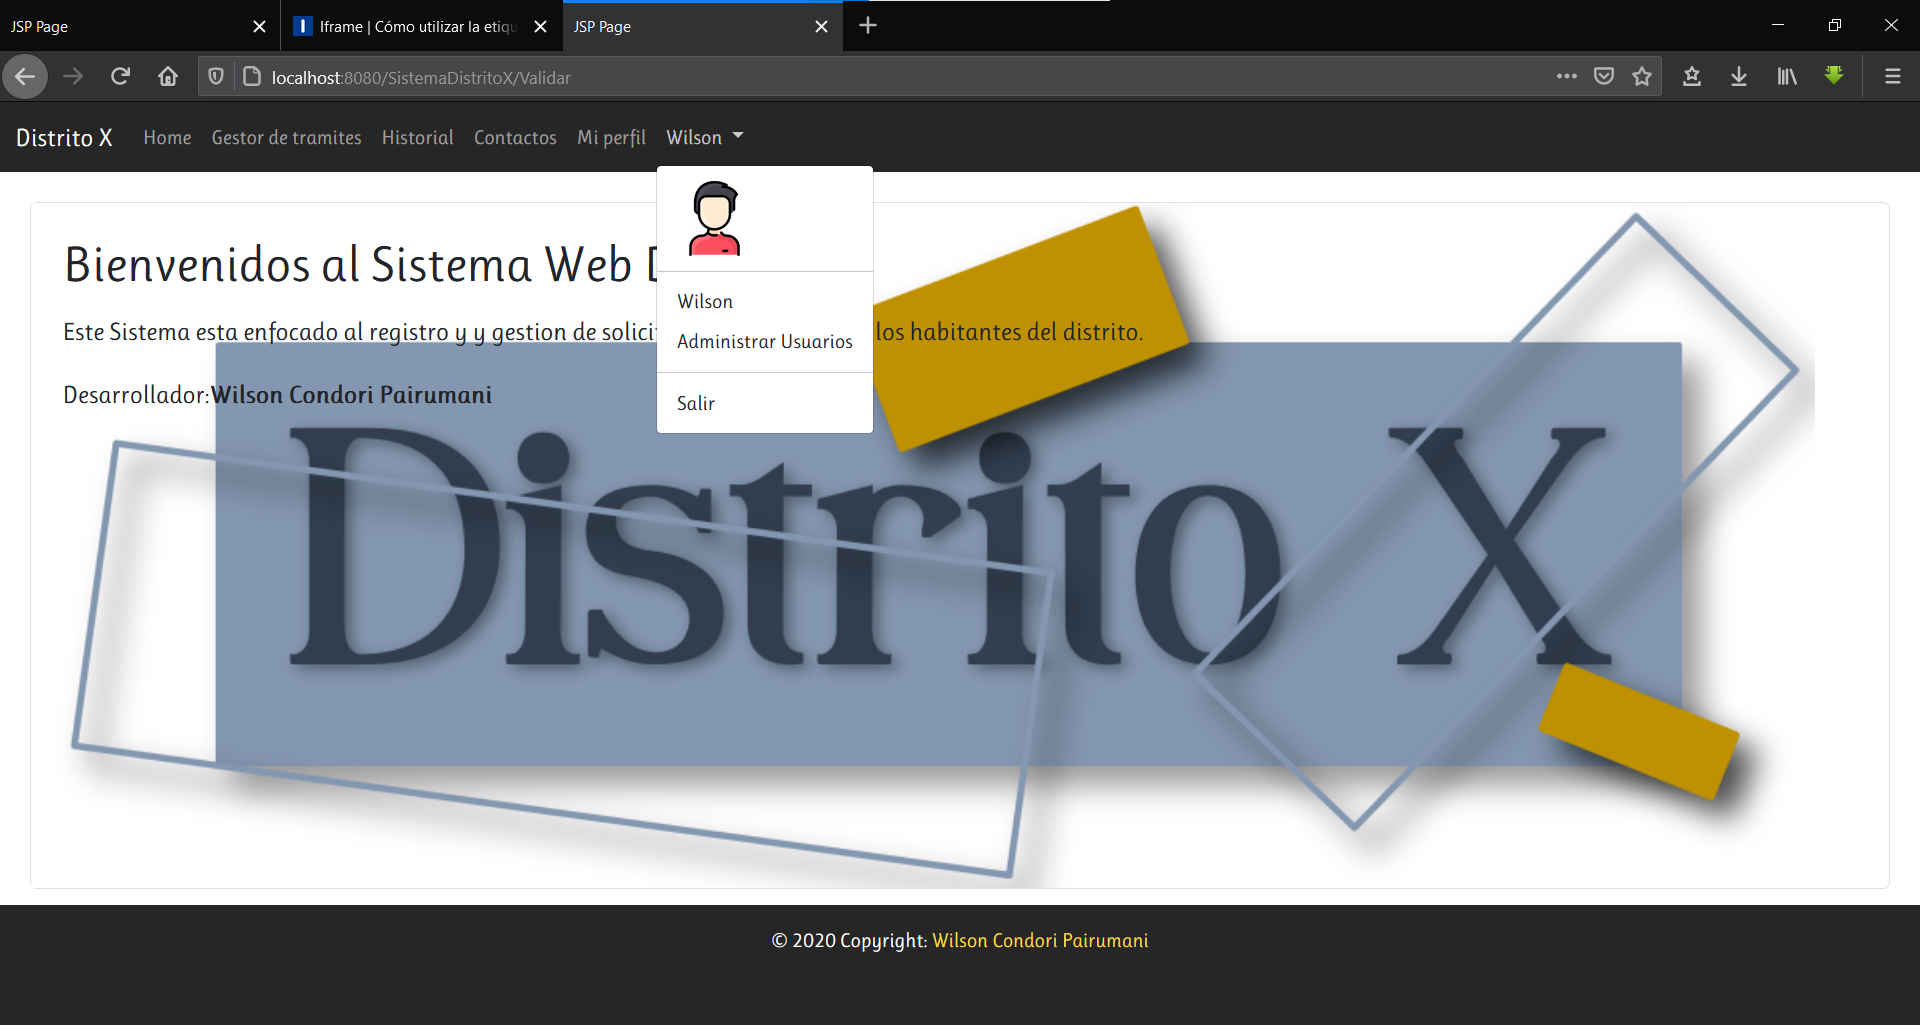 JSP Page
Iframe | Cómo utilizar la etiqu
JSP Page
localhost:8080/SistemaDistritoX/Validar
Distrito X Home Gestor de tramites Historial Contactos Mi perfil Wilson
Bienvenidos al Sistema Web
Wilson
Este Sistema esta enfocado al registro y y gestion de solici los habitantes del distrito.
Administrar Usuarios
Desarrollador:Wilson Condori Pairumani
Salir
Distrito X
© 2020 Copyright: Wilson Condori Pairumani